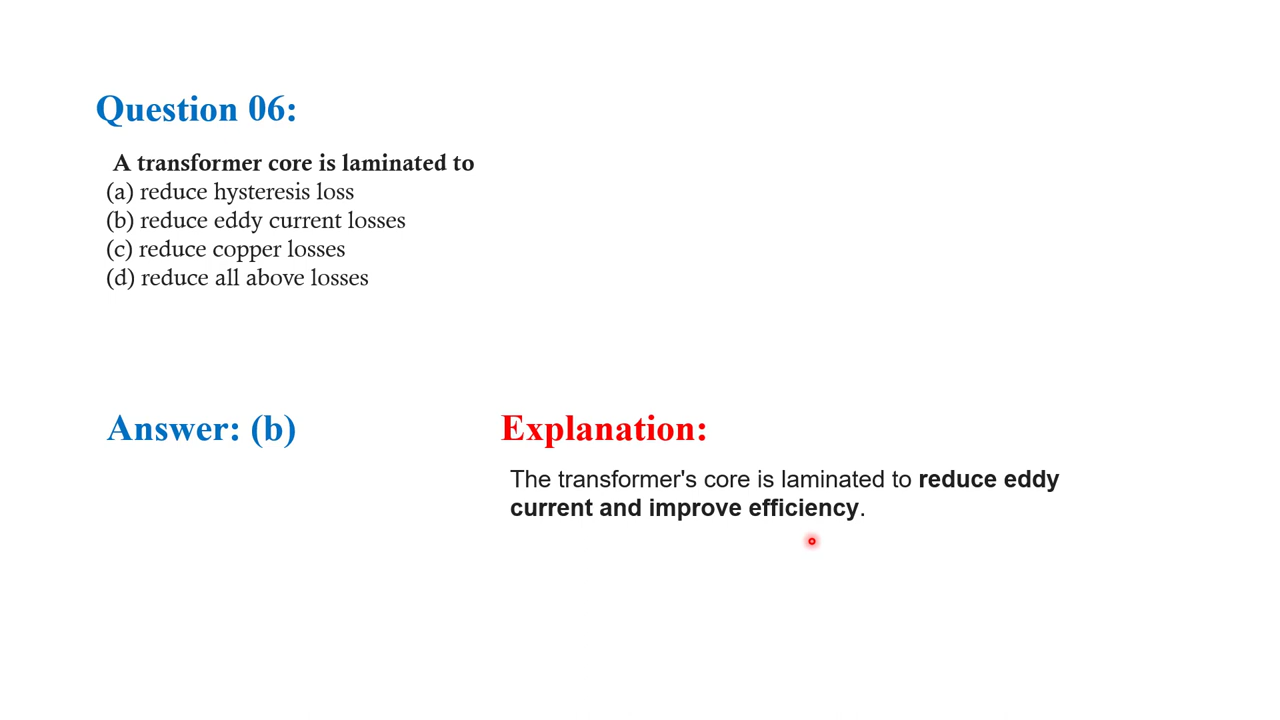 Question 06:
A transformer core is laminated to
(a) reduce hysteresis loss
(b) reduce eddy current losses
(c) reduce copper losses
(d) reduce all above losses
Answer: (b)
Explanation:
The transformer's core is laminated to reduce eddy
current and improve efficiency.